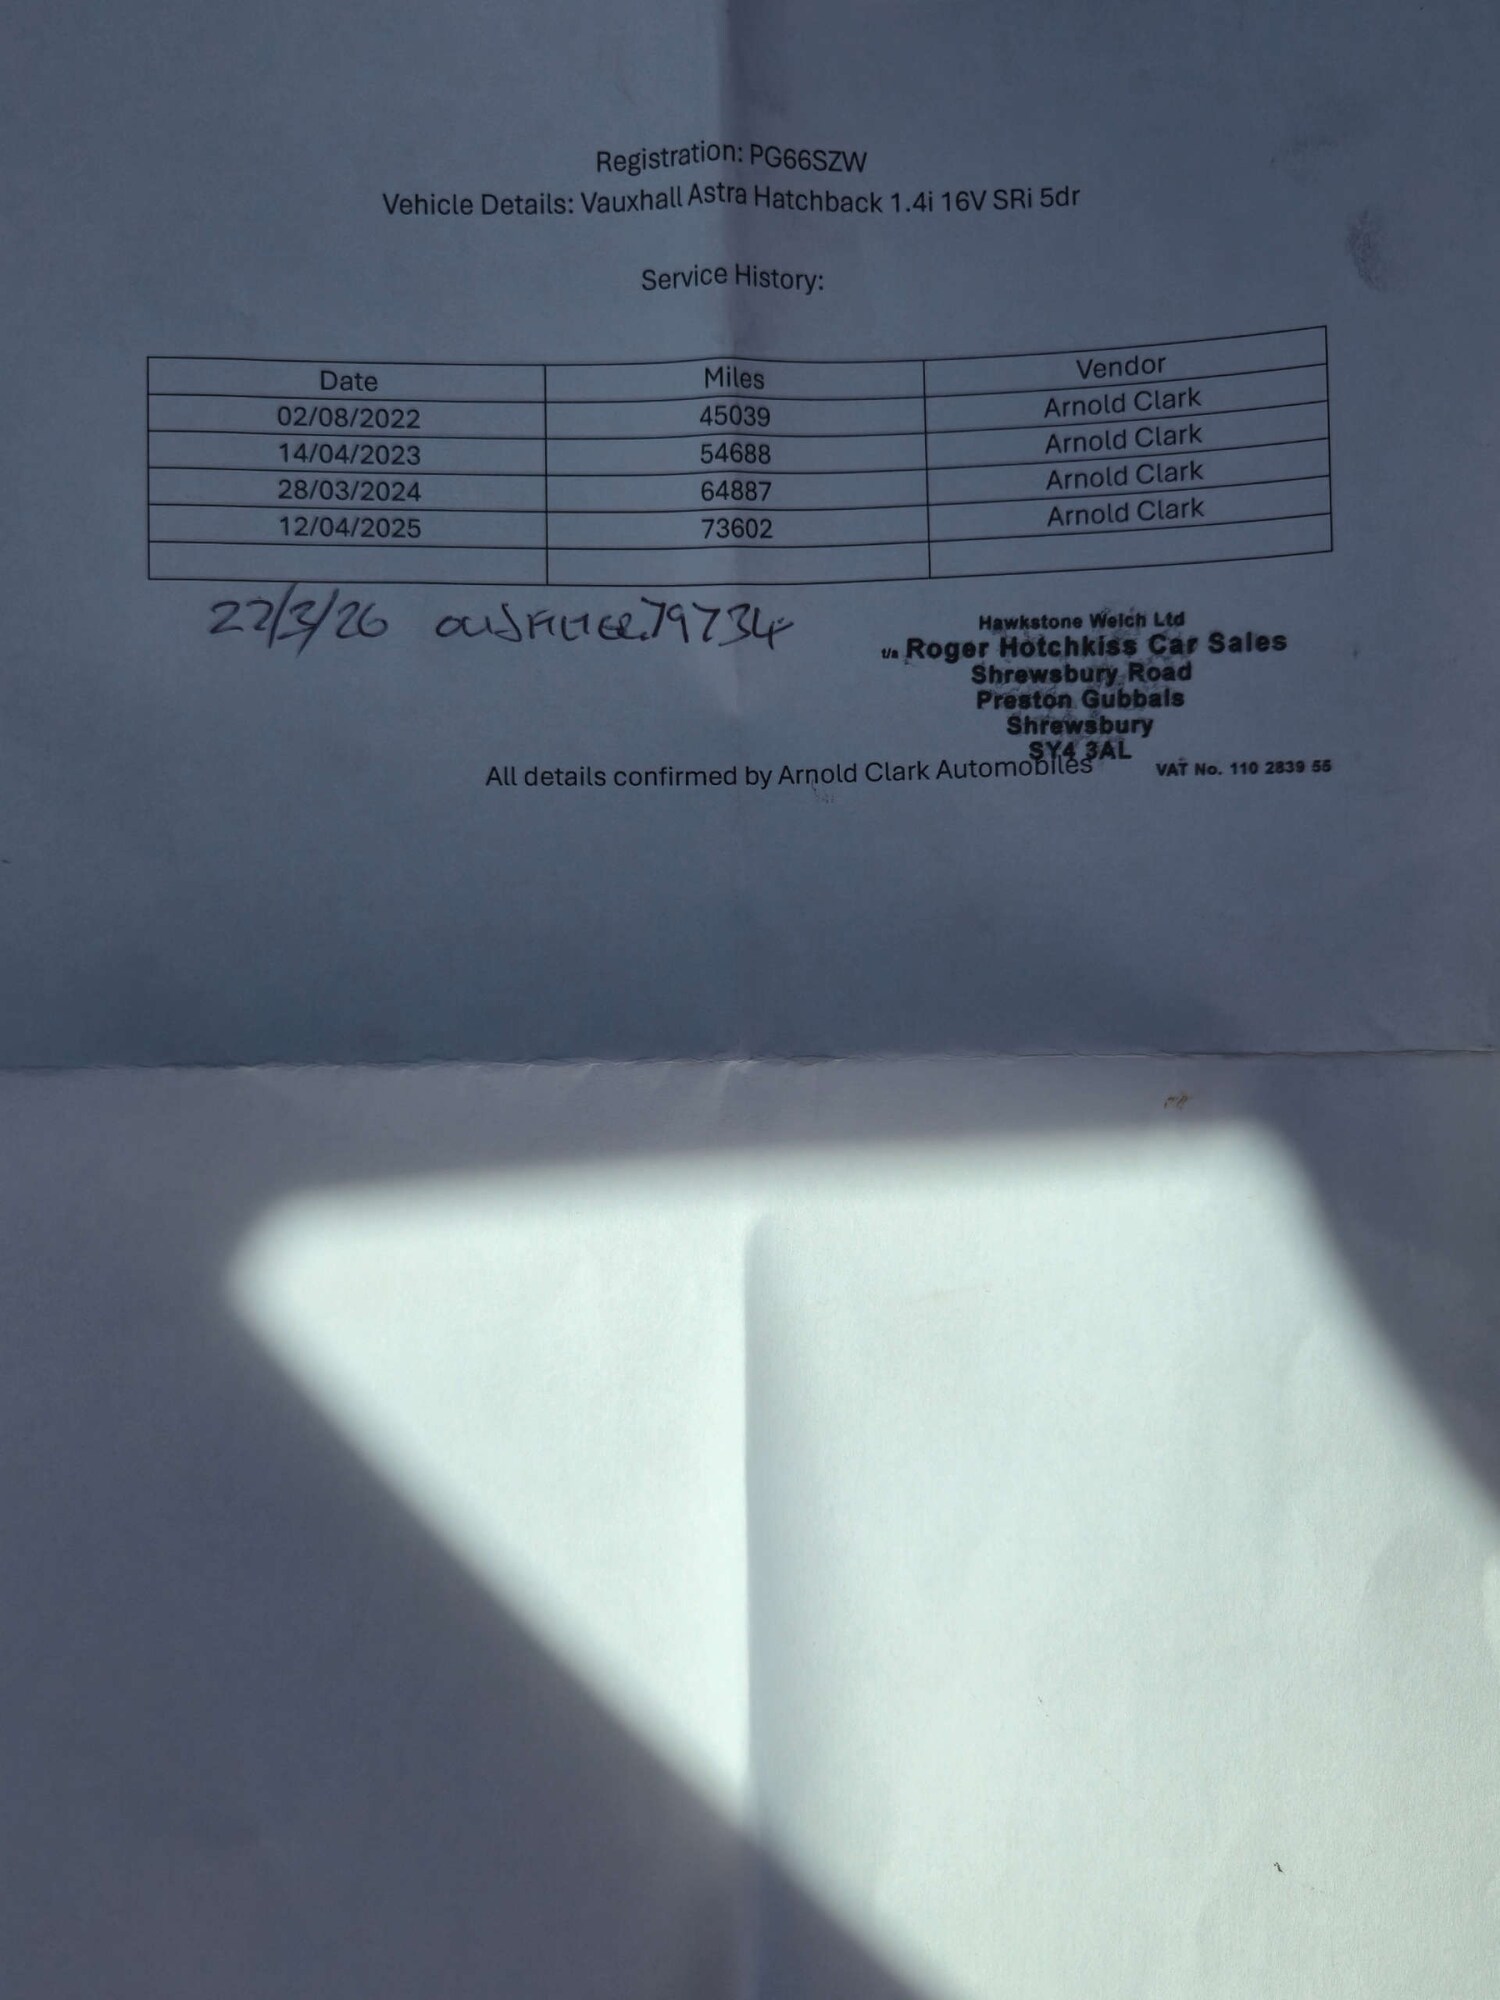 Registration: PG66SZW
Vehicle Details: Vauxhall Astra Hatchback 1.4i 16V SRi 5dr
Service History:
Date Miles Vendor
02/08/2022 45039 Arnold Clark
14/04/2023 54688 Arnold Clark
28/03/2024 64887 Arnold Clark
12/04/2025 73602 Arnold Clark
22/3/26 OILSFILTER. 79734
Hawkstone Welch Ltd
t/a Roger Hotchkiss Car Sales
Shrewsbury Road
Preston Gubbals
Shrewsbury
SY4 3AL
All details confirmed by Arnold Clark Automobiles
VAT No. 110 2839 55